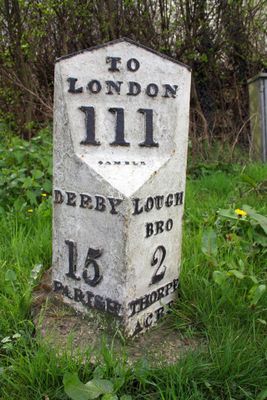 TO
LONDON
111
DERBY
15
PARISH
LOUGH
BRO
2
THORPE
ACRE